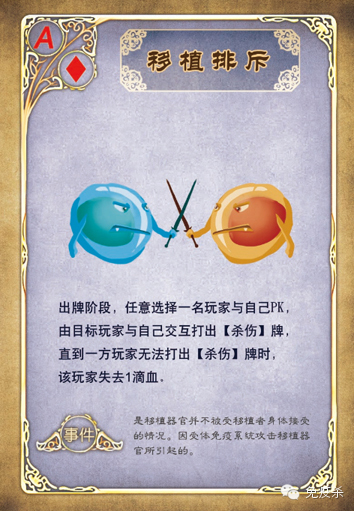 A
移植排斥
出牌阶段，任意选择一名玩家与自己PK，
由目标玩家与自己交互打出【杀伤】牌，
直到一方玩家无法打出【杀伤】牌时，
该玩家失去1滴血。
事件
是移植器官并不被受移植者身体接受
的情况。因受体免疫系统攻击移植器
官所引起的。
免疫杀